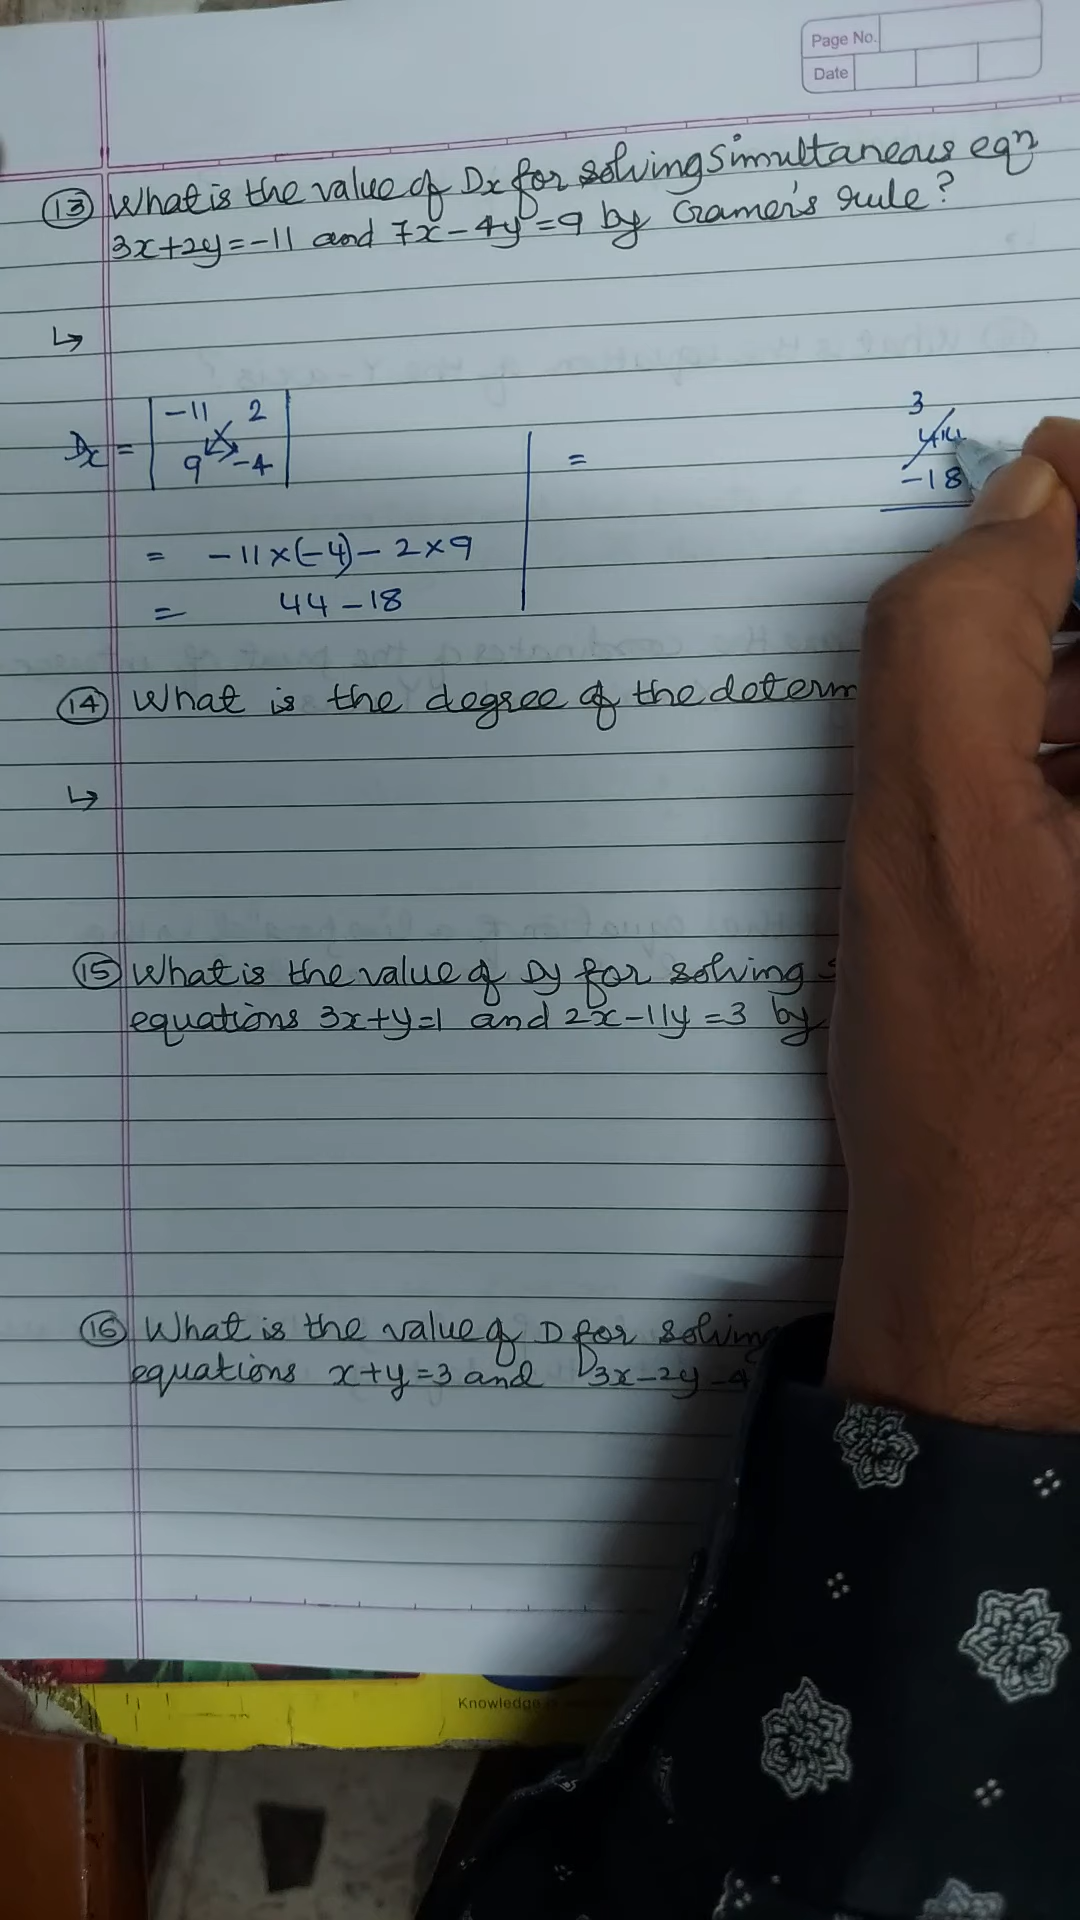 Page No.
Date
13 What is the value of Dx for solving Simultaneous eqn
3x+2y=-11 and 7x-4y=9 by Cramer's rule?
↳
Dx = | -11 2 |
| 9 -4 |
= -11×(-4)-2×9
= 44-18
=
3
414
-18
14 What is the degree of the determ
↳
15 What is the value of Dy for solving
equations 3x+y=1 and 2x-11y=3 by
16 What is the value of D for solving
equations x+y=3 and 3x-2y-4
Knowledge